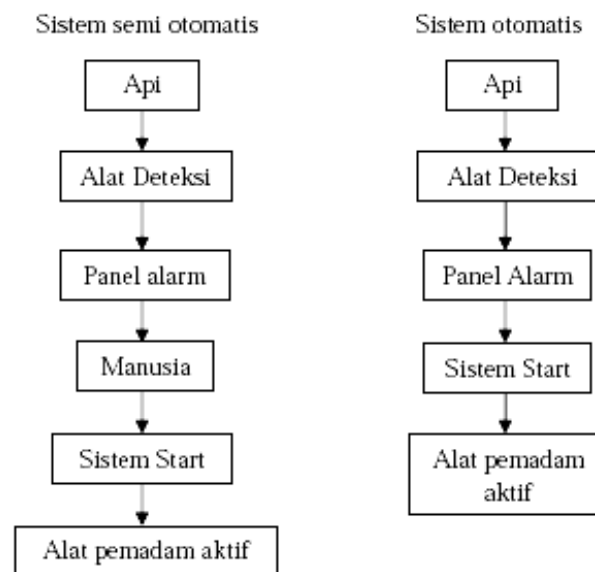 Sistem semi otomatis
Api
Alat Deteksi
Panel alarm
Manusia
Sistem Start
Alat pemadam aktif
Sistem otomatis
Api
Alat Deteksi
Panel Alarm
Sistem Start
Alat pemadam
aktif